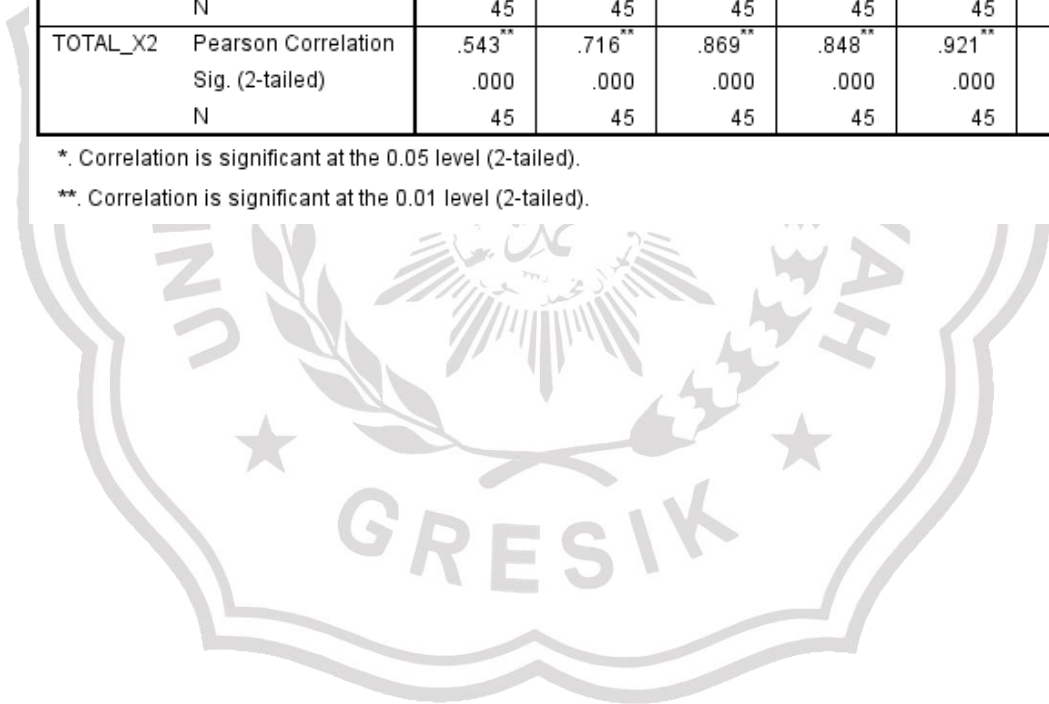 N 45 45 45 45 45
TOTAL_X2 Pearson Correlation .543** .716** .869** .848** .921**
Sig. (2-tailed) .000 .000 .000 .000 .000
N 45 45 45 45 45
*. Correlation is significant at the 0.05 level (2-tailed).
**. Correlation is significant at the 0.01 level (2-tailed).
GRESIK